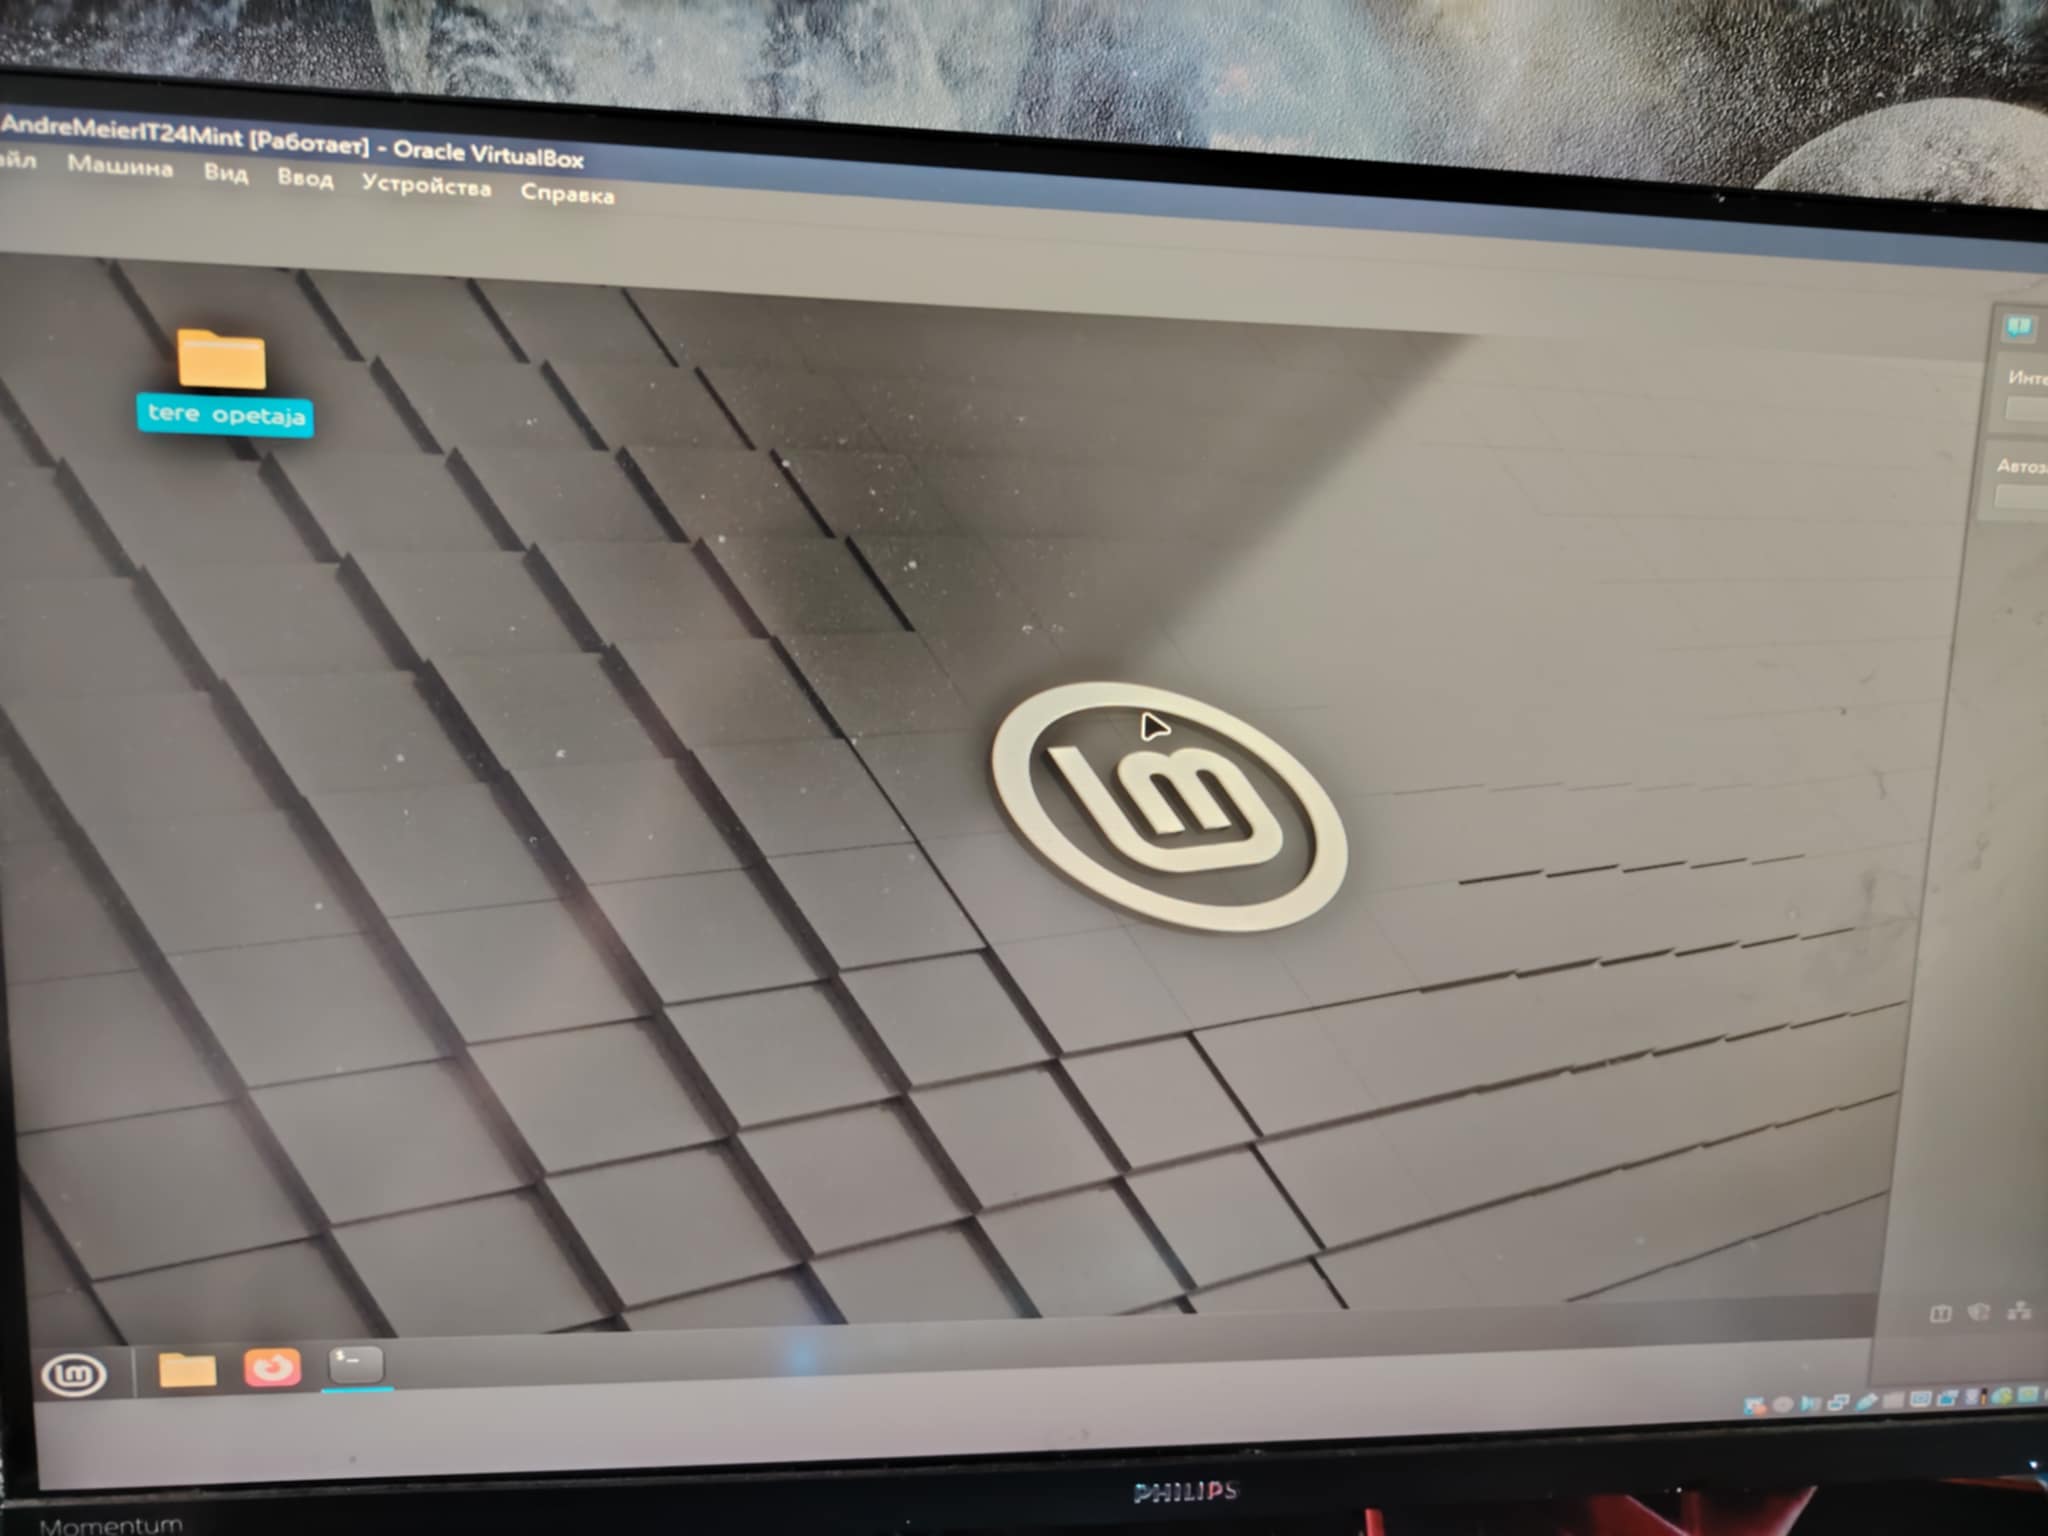 AndreMeierIT24Mint [Работает] - Oracle VirtualBox
айл Машина Вид Ввод Устройства Справка
tere opetaja
Инте
Автоз
PHILIPS
Momentum